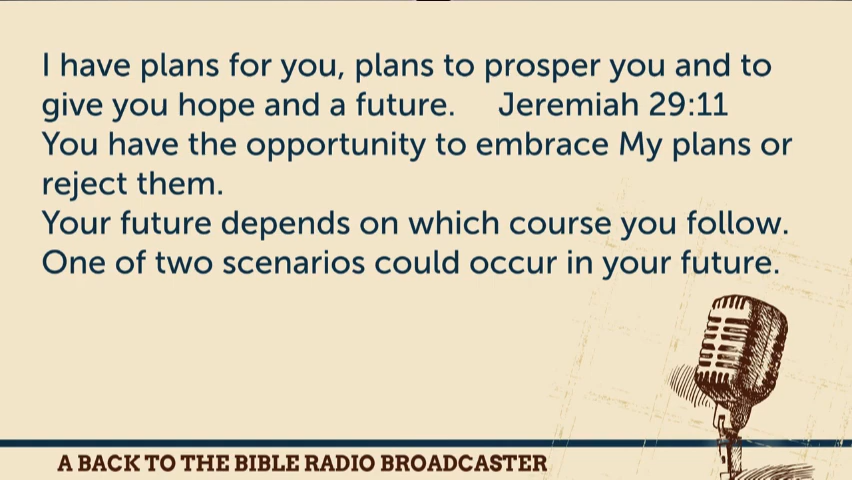 I have plans for you, plans to prosper you and to
give you hope and a future. Jeremiah 29:11
You have the opportunity to embrace My plans or
reject them.
Your future depends on which course you follow.
One of two scenarios could occur in your future.
A BACK TO THE BIBLE RADIO BROADCASTER